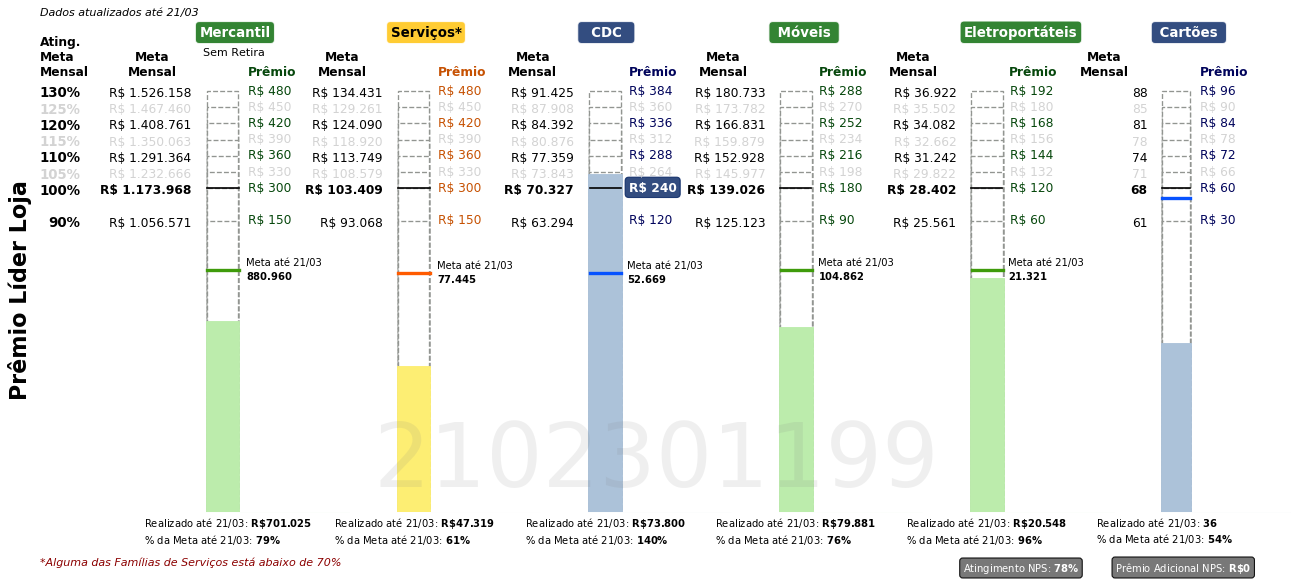 Dados atualizados até 21/03
Mercantil Serviços* CDC Móveis Eletroportáteis Cartões
Sem Retira
Ating. Meta Mensal Meta Mensal Prêmio Meta Mensal Prêmio Meta Mensal Prêmio Meta Mensal Prêmio Meta Mensal Prêmio Meta Mensal Prêmio
130% R$ 1.526.158 R$ 480 R$ 134.431 R$ 480 R$ 91.425 R$ 384 R$ 180.733 R$ 288 R$ 36.922 R$ 192 88 R$ 96
125% R$ 1.467.460 R$ 450 R$ 129.261 R$ 450 R$ 87.908 R$ 360 R$ 173.782 R$ 270 R$ 35.502 R$ 180 85 R$ 90
120% R$ 1.408.761 R$ 420 R$ 124.090 R$ 420 R$ 84.392 R$ 336 R$ 166.831 R$ 252 R$ 34.082 R$ 168 81 R$ 84
115% R$ 1.350.063 R$ 390 R$ 118.920 R$ 390 R$ 80.876 R$ 312 R$ 159.879 R$ 234 R$ 32.662 R$ 156 78 R$ 78
110% R$ 1.291.364 R$ 360 R$ 113.749 R$ 360 R$ 77.359 R$ 288 R$ 152.928 R$ 216 R$ 31.242 R$ 144 74 R$ 72
105% R$ 1.232.666 R$ 330 R$ 108.579 R$ 330 R$ 73.843 R$ 264 R$ 145.977 R$ 198 R$ 29.822 R$ 132 71 R$ 66
100% R$ 1.173.968 R$ 300 R$ 103.409 R$ 300 R$ 70.327 R$ 240 R$ 139.026 R$ 180 R$ 28.402 R$ 120 68 R$ 60
90% R$ 1.056.571 R$ 150 R$ 93.068 R$ 150 R$ 63.294 R$ 120 R$ 125.123 R$ 90 R$ 25.561 R$ 60 61 R$ 30
Meta até 21/03 Meta até 21/03 Meta até 21/03 Meta até 21/03 Meta até 21/03
880.960 77.445 52.669 104.862 21.321
Prêmio Líder Loja
2102301199
Realizado até 21/03: R$701.025 Realizado até 21/03: R$47.319 Realizado até 21/03: R$73.800 Realizado até 21/03: R$79.881 Realizado até 21/03: R$20.548 Realizado até 21/03: 36
% da Meta até 21/03: 79% % da Meta até 21/03: 61% % da Meta até 21/03: 140% % da Meta até 21/03: 76% % da Meta até 21/03: 96% % da Meta até 21/03: 54%
*Alguma das Famílias de Serviços está abaixo de 70% Atingimento NPS: 78% Prêmio Adicional NPS: R$0